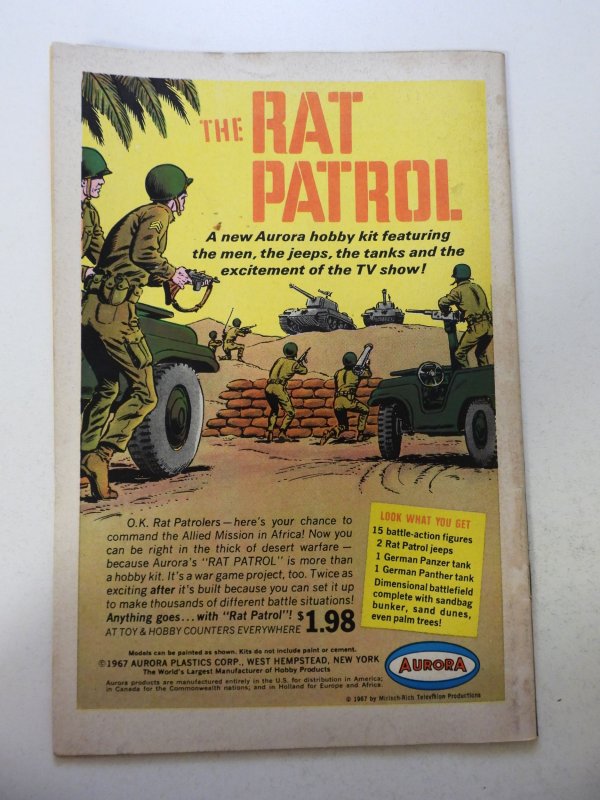 THE RAT
PATROL
A new Aurora hobby kit featuring
the men, the jeeps, the tanks and the
excitement of the TV show!
O.K. Rat Patrolers—here's your chance to
command the Allied Mission in Africa! Now you
can be right in the thick of desert warfare—
because Aurora's "RAT PATROL" is more than
a hobby kit. It's a war game project, too. Twice as
exciting after it's built because you can set it up
to make thousands of different battle situations!
Anything goes...with "Rat Patrol"! $1.98
AT TOY & HOBBY COUNTERS EVERYWHERE
LOOK WHAT YOU GET
15 battle-action figures
2 Rat Patrol jeeps
1 German Panzer tank
1 German Panther tank
Dimensional battlefield
complete with sandbag
bunker, sand dunes,
even palm trees!
Models can be painted as shown. Kits do not include paint or cement.
©1967 AURORA PLASTICS CORP., WEST HEMPSTEAD, NEW YORK
The World's Largest Manufacturer of Hobby Products
Aurora products are manufactured entirely in the U.S. for distribution in America;
in Canada for the Commonwealth nations; and in Holland for Europe and Africa.
AURORA
© 1967 by Mirisch-Rich Television Productions